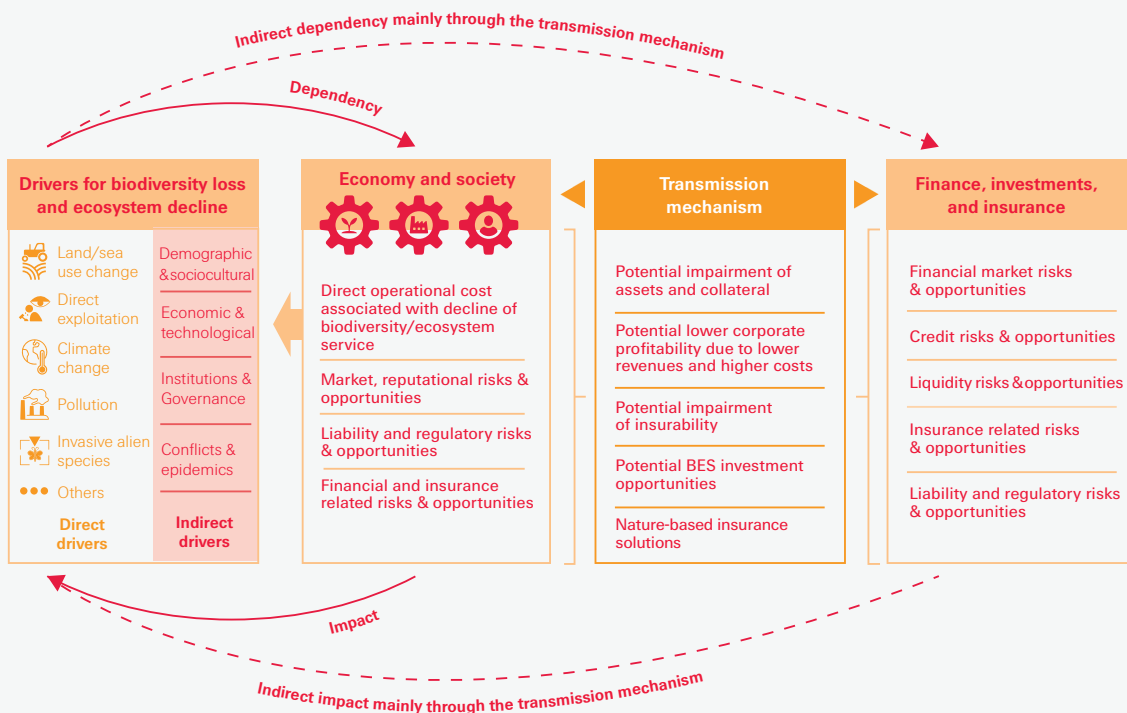 Indirect dependency mainly through the transmission mechanism
Dependency
Drivers for biodiversity loss
and ecosystem decline
Land/sea
use change
Direct
exploitation
Climate
change
Pollution
Invasive alien
species
Others
Direct
drivers
Demographic
& sociocultural
Economic &
technological
Institutions &
Governance
Conflicts &
epidemics
Indirect
drivers
Economy and society
Direct operational cost
associated with decline of
biodiversity/ecosystem
service
Market, reputational risks &
opportunities
Liability and regulatory risks
& opportunities
Financial and insurance
related risks & opportunities
Transmission
mechanism
Potential impairment of
assets and collateral
Potential lower corporate
profitability due to lower
revenues and higher costs
Potential impairment
of insurability
Potential BES investment
opportunities
Nature-based insurance
solutions
Finance, investments,
and insurance
Financial market risks
& opportunities
Credit risks & opportunities
Liquidity risks & opportunities
Insurance related risks
& opportunities
Liability and regulatory risks
& opportunities
Impact
Indirect impact mainly through the transmission mechanism